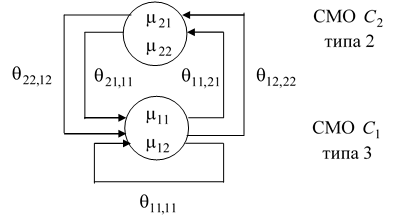 μ₂₁
СМО C₂
μ₂₂
типа 2
θ₂₂,₁₂
θ₂₁,₁₁
θ₁₁,₂₁
θ₁₂,₂₂
μ₁₁
СМО C₁
μ₁₂
типа 3
θ₁₁,₁₁